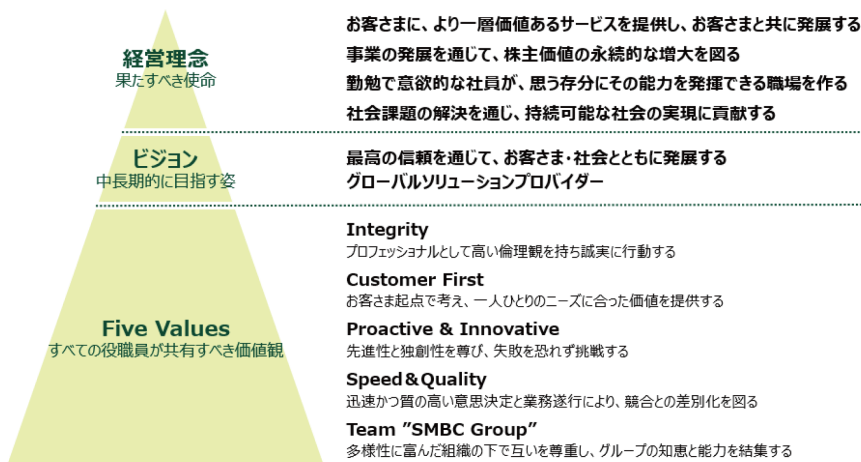 経営理念
果たすべき使命
お客さまに、より一層価値あるサービスを提供し、お客さまと共に発展する
事業の発展を通じて、株主価値の永続的な増大を図る
勤勉で意欲的な社員が、思う存分にその能力を発揮できる職場を作る
社会課題の解決を通じ、持続可能な社会の実現に貢献する
ビジョン
中長期的に目指す姿
最高の信頼を通じて、お客さま・社会とともに発展する
グローバルソリューションプロバイダー
Five Values
すべての役職員が共有すべき価値観
Integrity
プロフェッショナルとして高い倫理観を持ち誠実に行動する
Customer First
お客さま起点で考え、一人ひとりのニーズに合った価値を提供する
Proactive & Innovative
先進性と独創性を尊び、失敗を恐れず挑戦する
Speed&Quality
迅速かつ質の高い意思決定と業務遂行により、競合との差別化を図る
Team ”SMBC Group”
多様性に富んだ組織の下で互いを尊重し、グループの知恵と能力を結集する